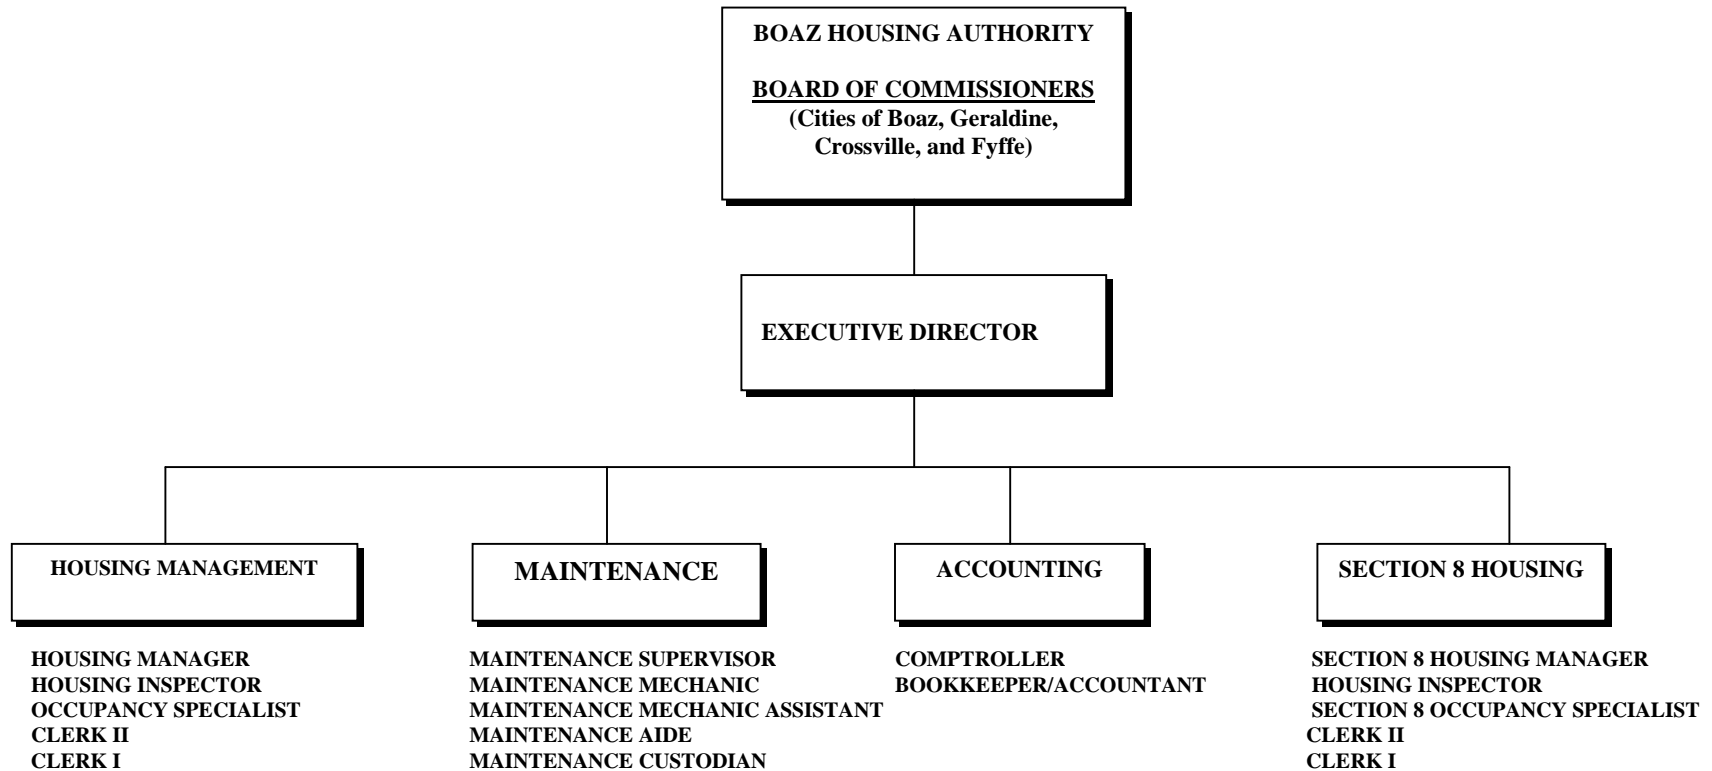 BOAZ HOUSING AUTHORITY
BOARD OF COMMISSIONERS
(Cities of Boaz, Geraldine,
Crossville, and Fyffe)
EXECUTIVE DIRECTOR
HOUSING MANAGEMENT
MAINTENANCE
ACCOUNTING
SECTION 8 HOUSING
HOUSING MANAGER
HOUSING INSPECTOR
OCCUPANCY SPECIALIST
CLERK II
CLERK I
MAINTENANCE SUPERVISOR
MAINTENANCE MECHANIC
MAINTENANCE MECHANIC ASSISTANT
MAINTENANCE AIDE
MAINTENANCE CUSTODIAN
COMPTROLLER
BOOKKEEPER/ACCOUNTANT
SECTION 8 HOUSING MANAGER
HOUSING INSPECTOR
SECTION 8 OCCUPANCY SPECIALIST
CLERK II
CLERK I